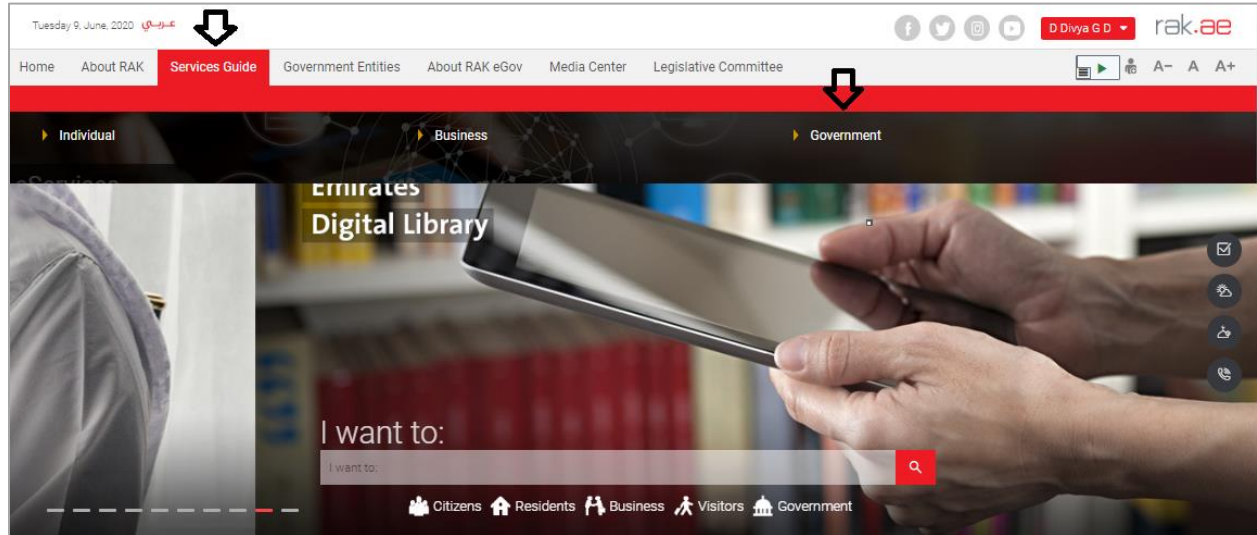 Tuesday 9, June, 2020 عربي
D Divya G D
rak.ae
Home About RAK Services Guide Government Entities About RAK eGov Media Center Legislative Committee A- A A+
Individual Business Government
eServices
Emirates
Digital Library
I want to:
I want to:
Citizens Residents Business Visitors Government